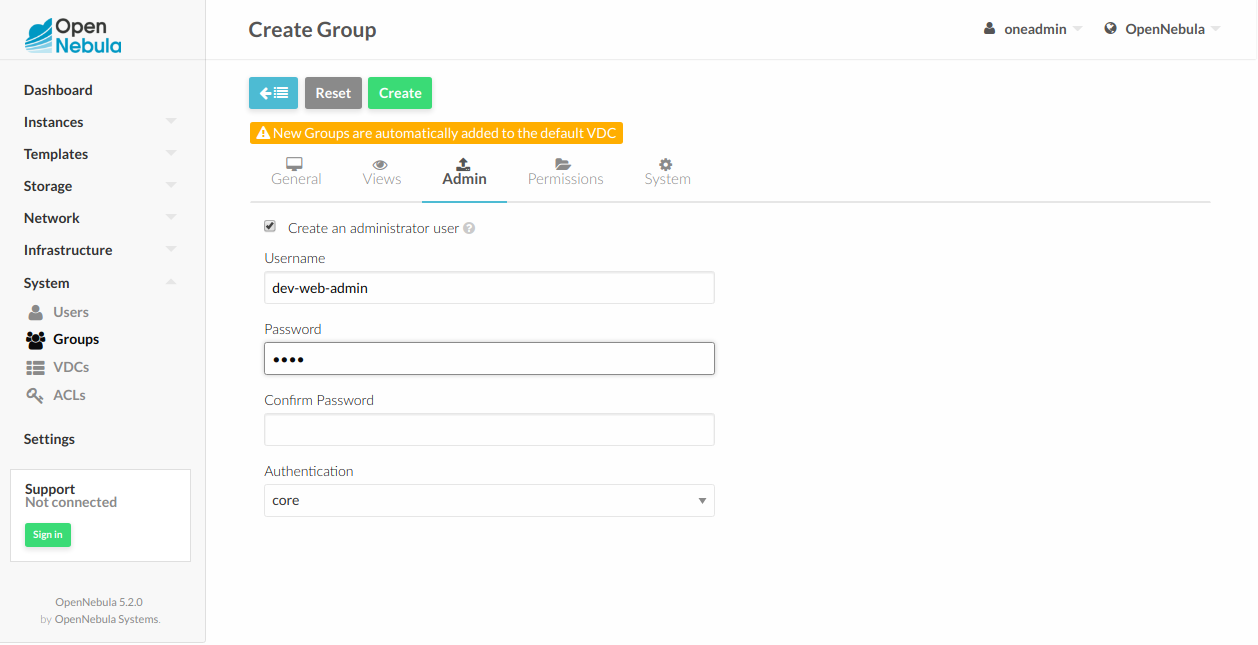 Open
Nebula
Create Group
oneadmin
OpenNebula
Dashboard
Instances
Templates
Storage
Network
Infrastructure
System
Users
Groups
VDCs
ACLs
Settings
Support
Not connected
Sign in
OpenNebula 5.2.0
by OpenNebula Systems.
Reset
Create
New Groups are automatically added to the default VDC
General
Views
Admin
Permissions
System
Create an administrator user
Username
dev-web-admin
Password
••••
Confirm Password
Authentication
core